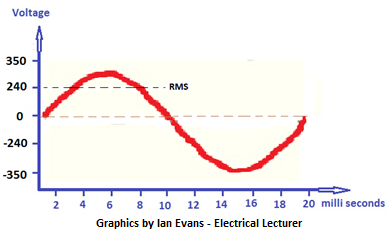 Voltage
350
240
RMS
0
-240
-350
2 4 6 8 10 12 14 16 18 20 milli seconds
Graphics by Ian Evans - Electrical Lecturer